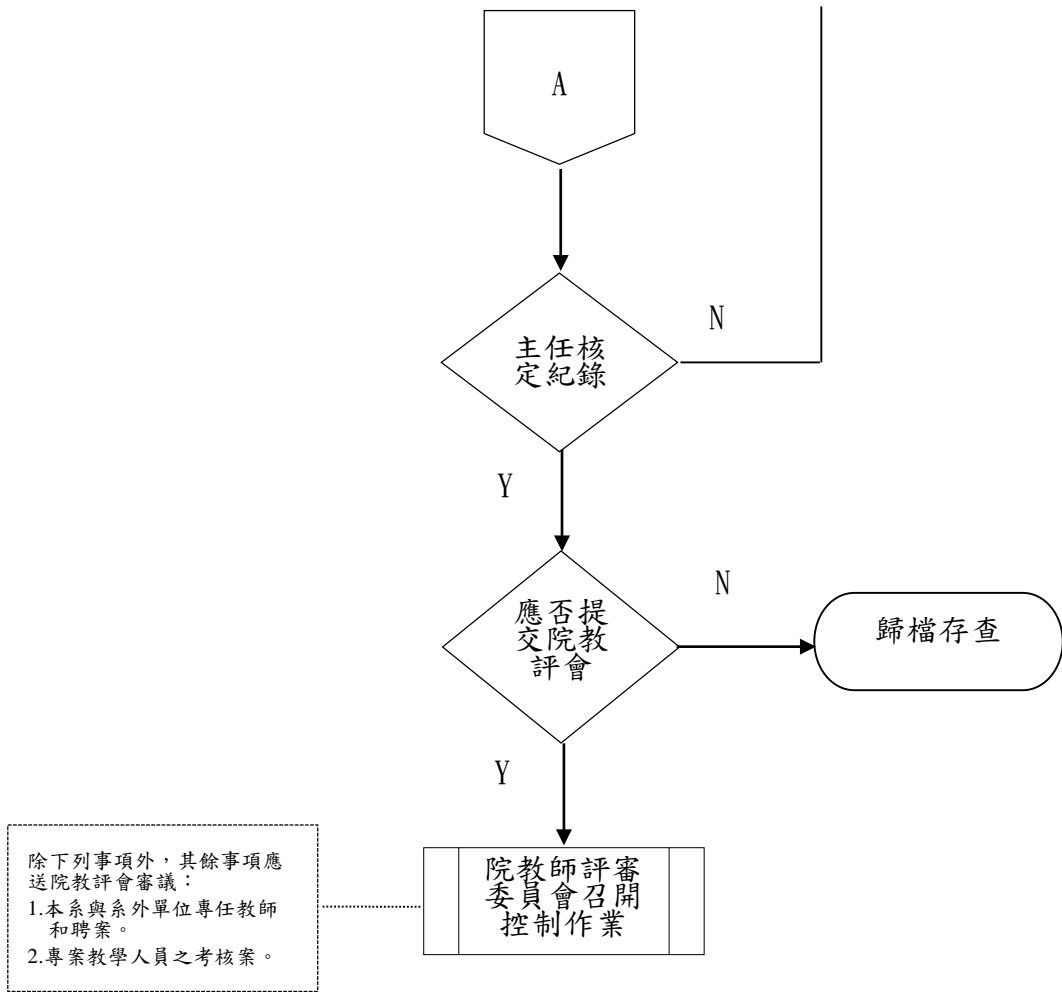 A
主任核
定紀錄
N
Y
應否提
交院教
評會
N
歸檔存查
Y
院教師評審
委員會召開
控制作業
除下列事項外，其餘事項應
送院教評會審議：
1.本系與系外單位專任教師
和聘案。
2.專案教學人員之考核案。